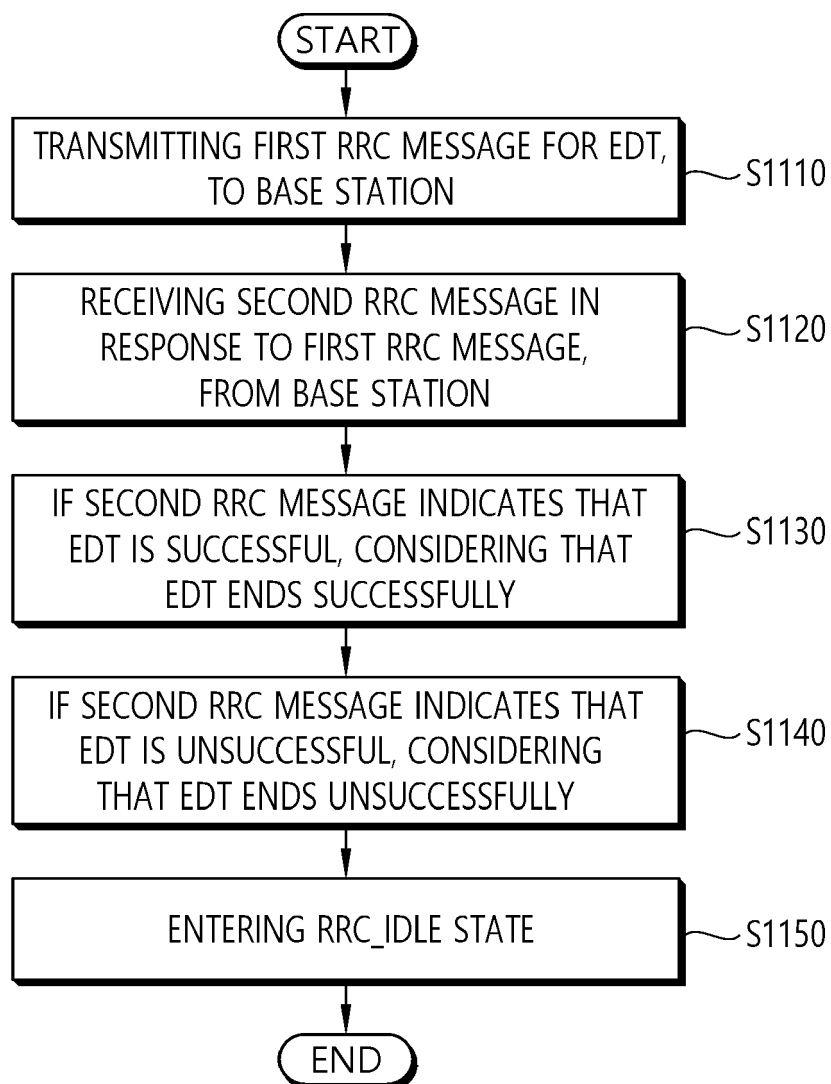 START
TRANSMITTING FIRST RRC MESSAGE FOR EDT,
TO BASE STATION
S1110
RECEIVING SECOND RRC MESSAGE IN
RESPONSE TO FIRST RRC MESSAGE,
FROM BASE STATION
S1120
IF SECOND RRC MESSAGE INDICATES THAT
EDT IS SUCCESSFUL, CONSIDERING THAT
EDT ENDS SUCCESSFULLY
S1130
IF SECOND RRC MESSAGE INDICATES THAT
EDT IS UNSUCCESSFUL, CONSIDERING
THAT EDT ENDS UNSUCCESSFULLY
S1140
ENTERING RRC_IDLE STATE
S1150
END